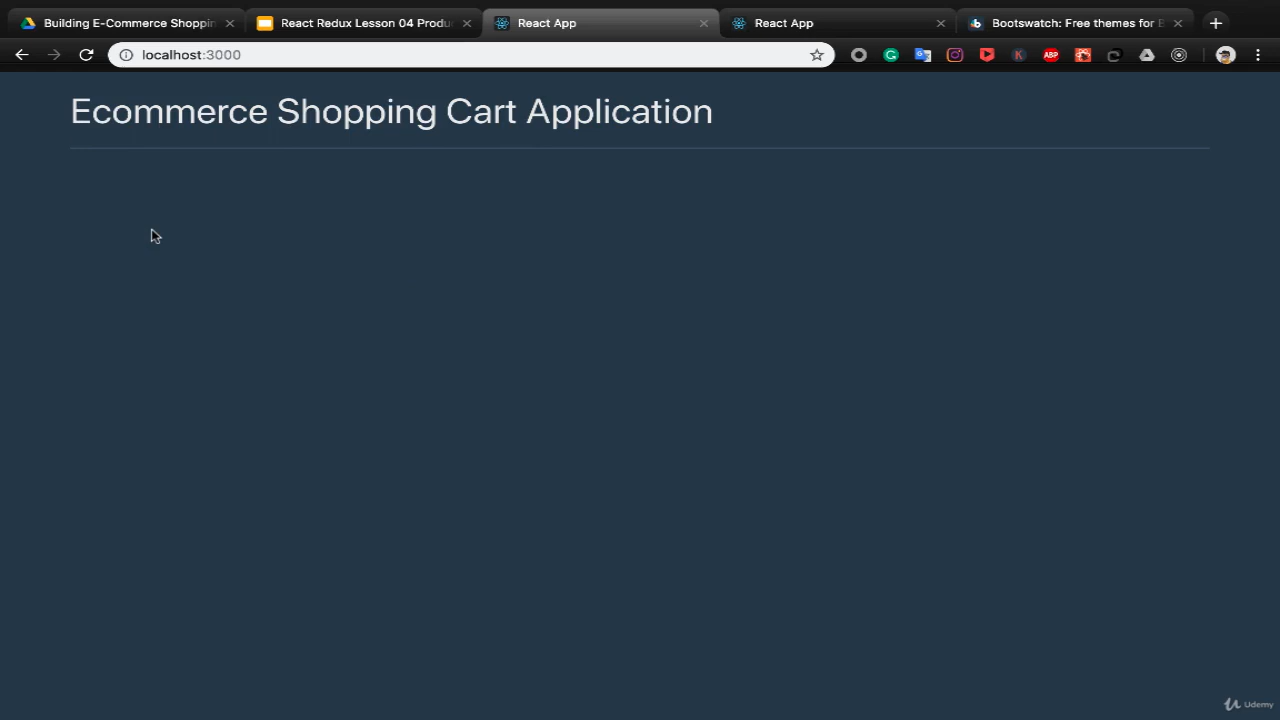 Building E-Commerce Shoppin
React Redux Lesson 04 Produ
React App
React App
Bootswatch: Free themes for B
localhost:3000
ABP
Ecommerce Shopping Cart Application
Udemy